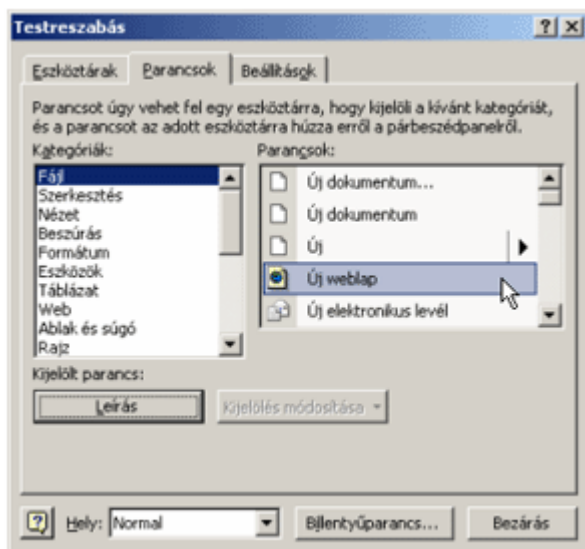 Testreszabás
Eszköztárak Parancsok Beállítások
Parancsot úgy vehet fel egy eszköztárra, hogy kijelöli a kívánt kategóriát,
és a parancsot az adott eszköztárra húzza erről a párbeszédpanelről.
Kategóriák:
Fájl
Szerkesztés
Nézet
Beszúrás
Formátum
Eszközök
Táblázat
Web
Ablak és súgó
Rajz
Parancsok:
Új dokumentum...
Új dokumentum
Új
Új weblap
Új elektronikus levél
Kijelölt parancs:
Leírás
Kijelölés módosítása
Hely: Normal
Billentyűparancs...
Bezárás